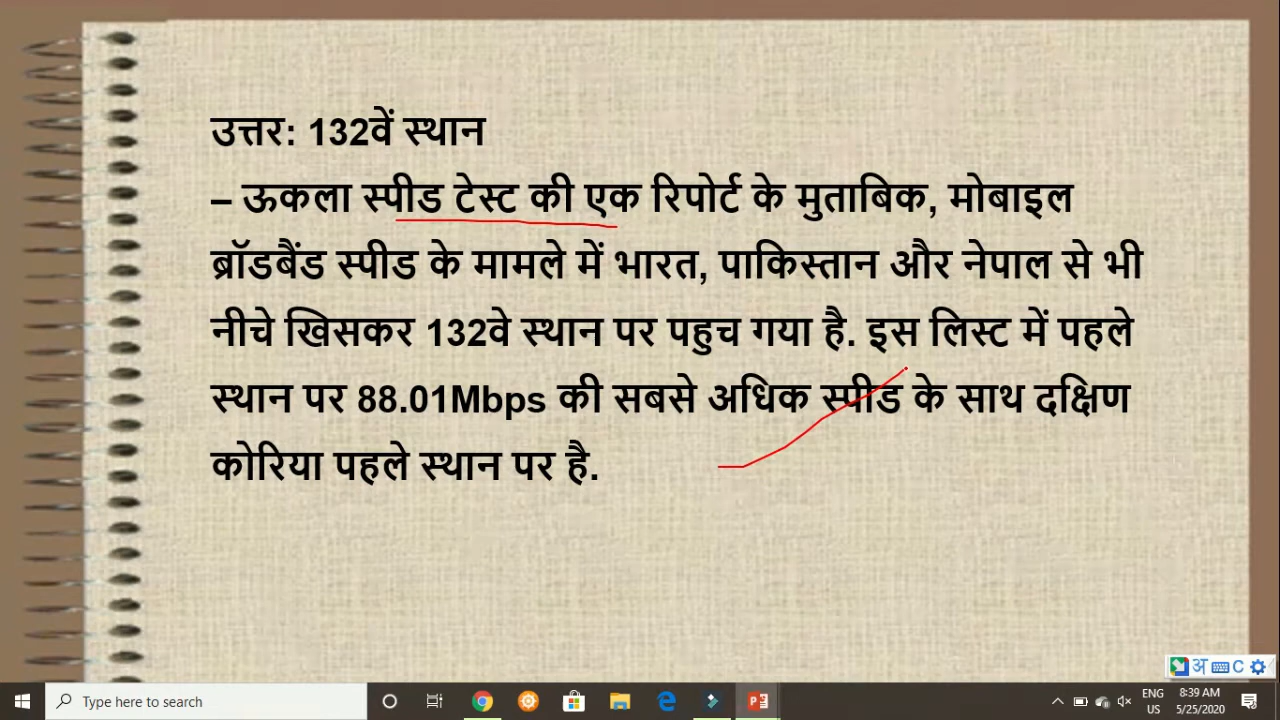 उत्तर: 132वें स्थान
– ऊकला स्पीड टेस्ट की एक रिपोर्ट के मुताबिक, मोबाइल
ब्रॉडबैंड स्पीड के मामले में भारत, पाकिस्तान और नेपाल से भी
नीचे खिसकर 132वे स्थान पर पहुच गया है. इस लिस्ट में पहले
स्थान पर 88.01Mbps की सबसे अधिक स्पीड के साथ दक्षिण
कोरिया पहले स्थान पर है.
अ C
Type here to search
ENG 8:39 AM
US 5/25/2020